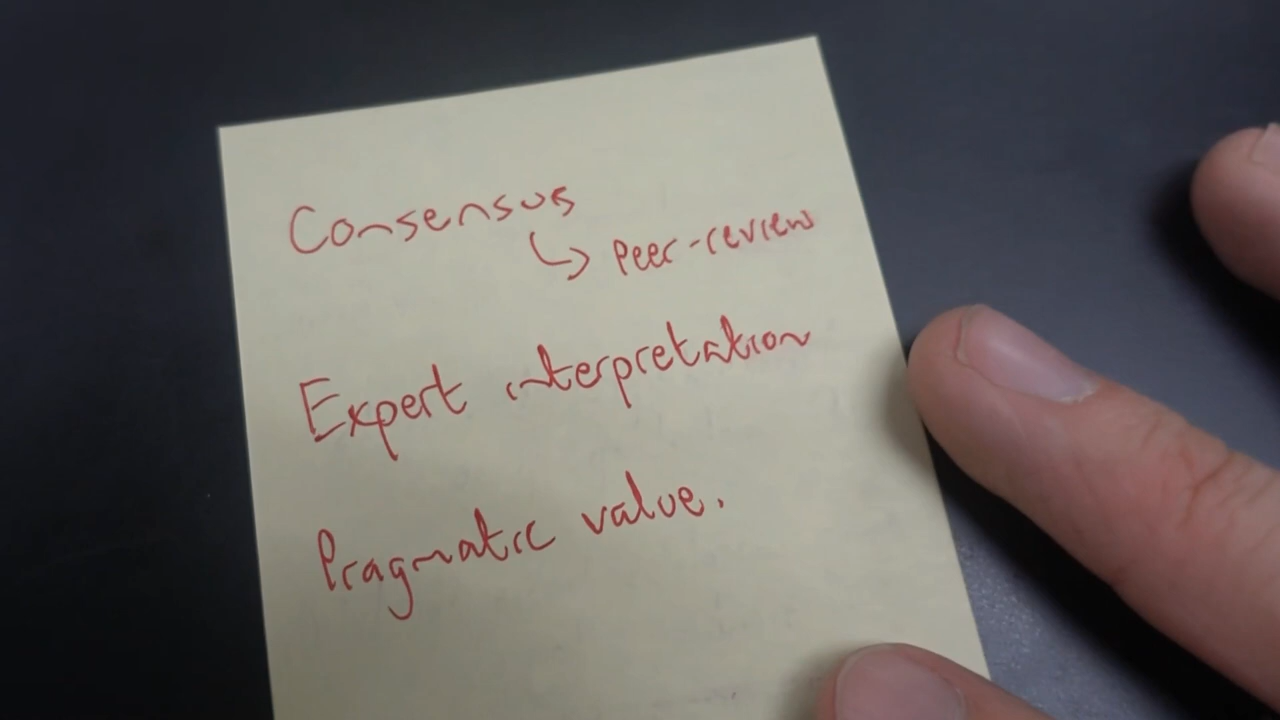 Consensus
↳ Peer-review
Expert interpretation
Pragmatic value.